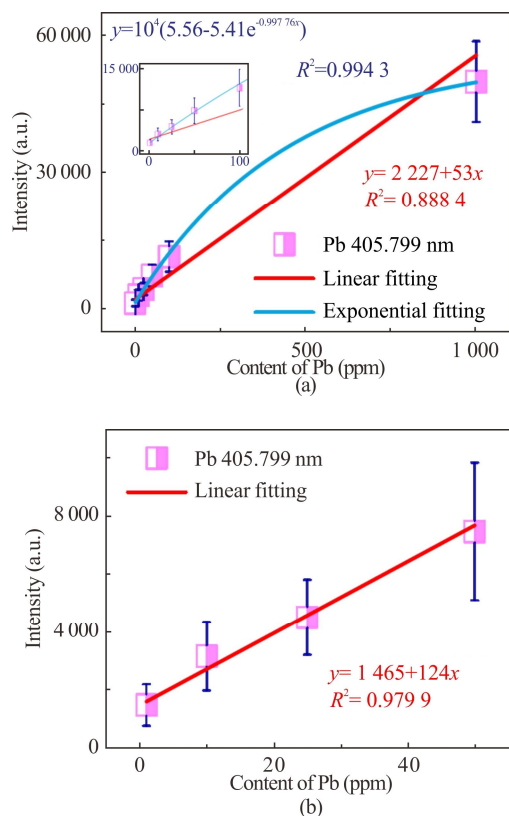 (a)
y=10⁴(5.56-5.41e^-0.997 76x)
R²=0.994 3
60 000
30 000
0
15 000
0
0
100
y= 2 227+53x
R²= 0.888 4
Pb 405.799 nm
Linear fitting
Exponential fitting
Intensity (a.u.)
0
500
1 000
Content of Pb (ppm)
(a)
Pb 405.799 nm
Linear fitting
8 000
4 000
0
y= 1 465+124x
R²= 0.979 9
Intensity (a.u.)
0
20
40
Content of Pb (ppm)
(b)